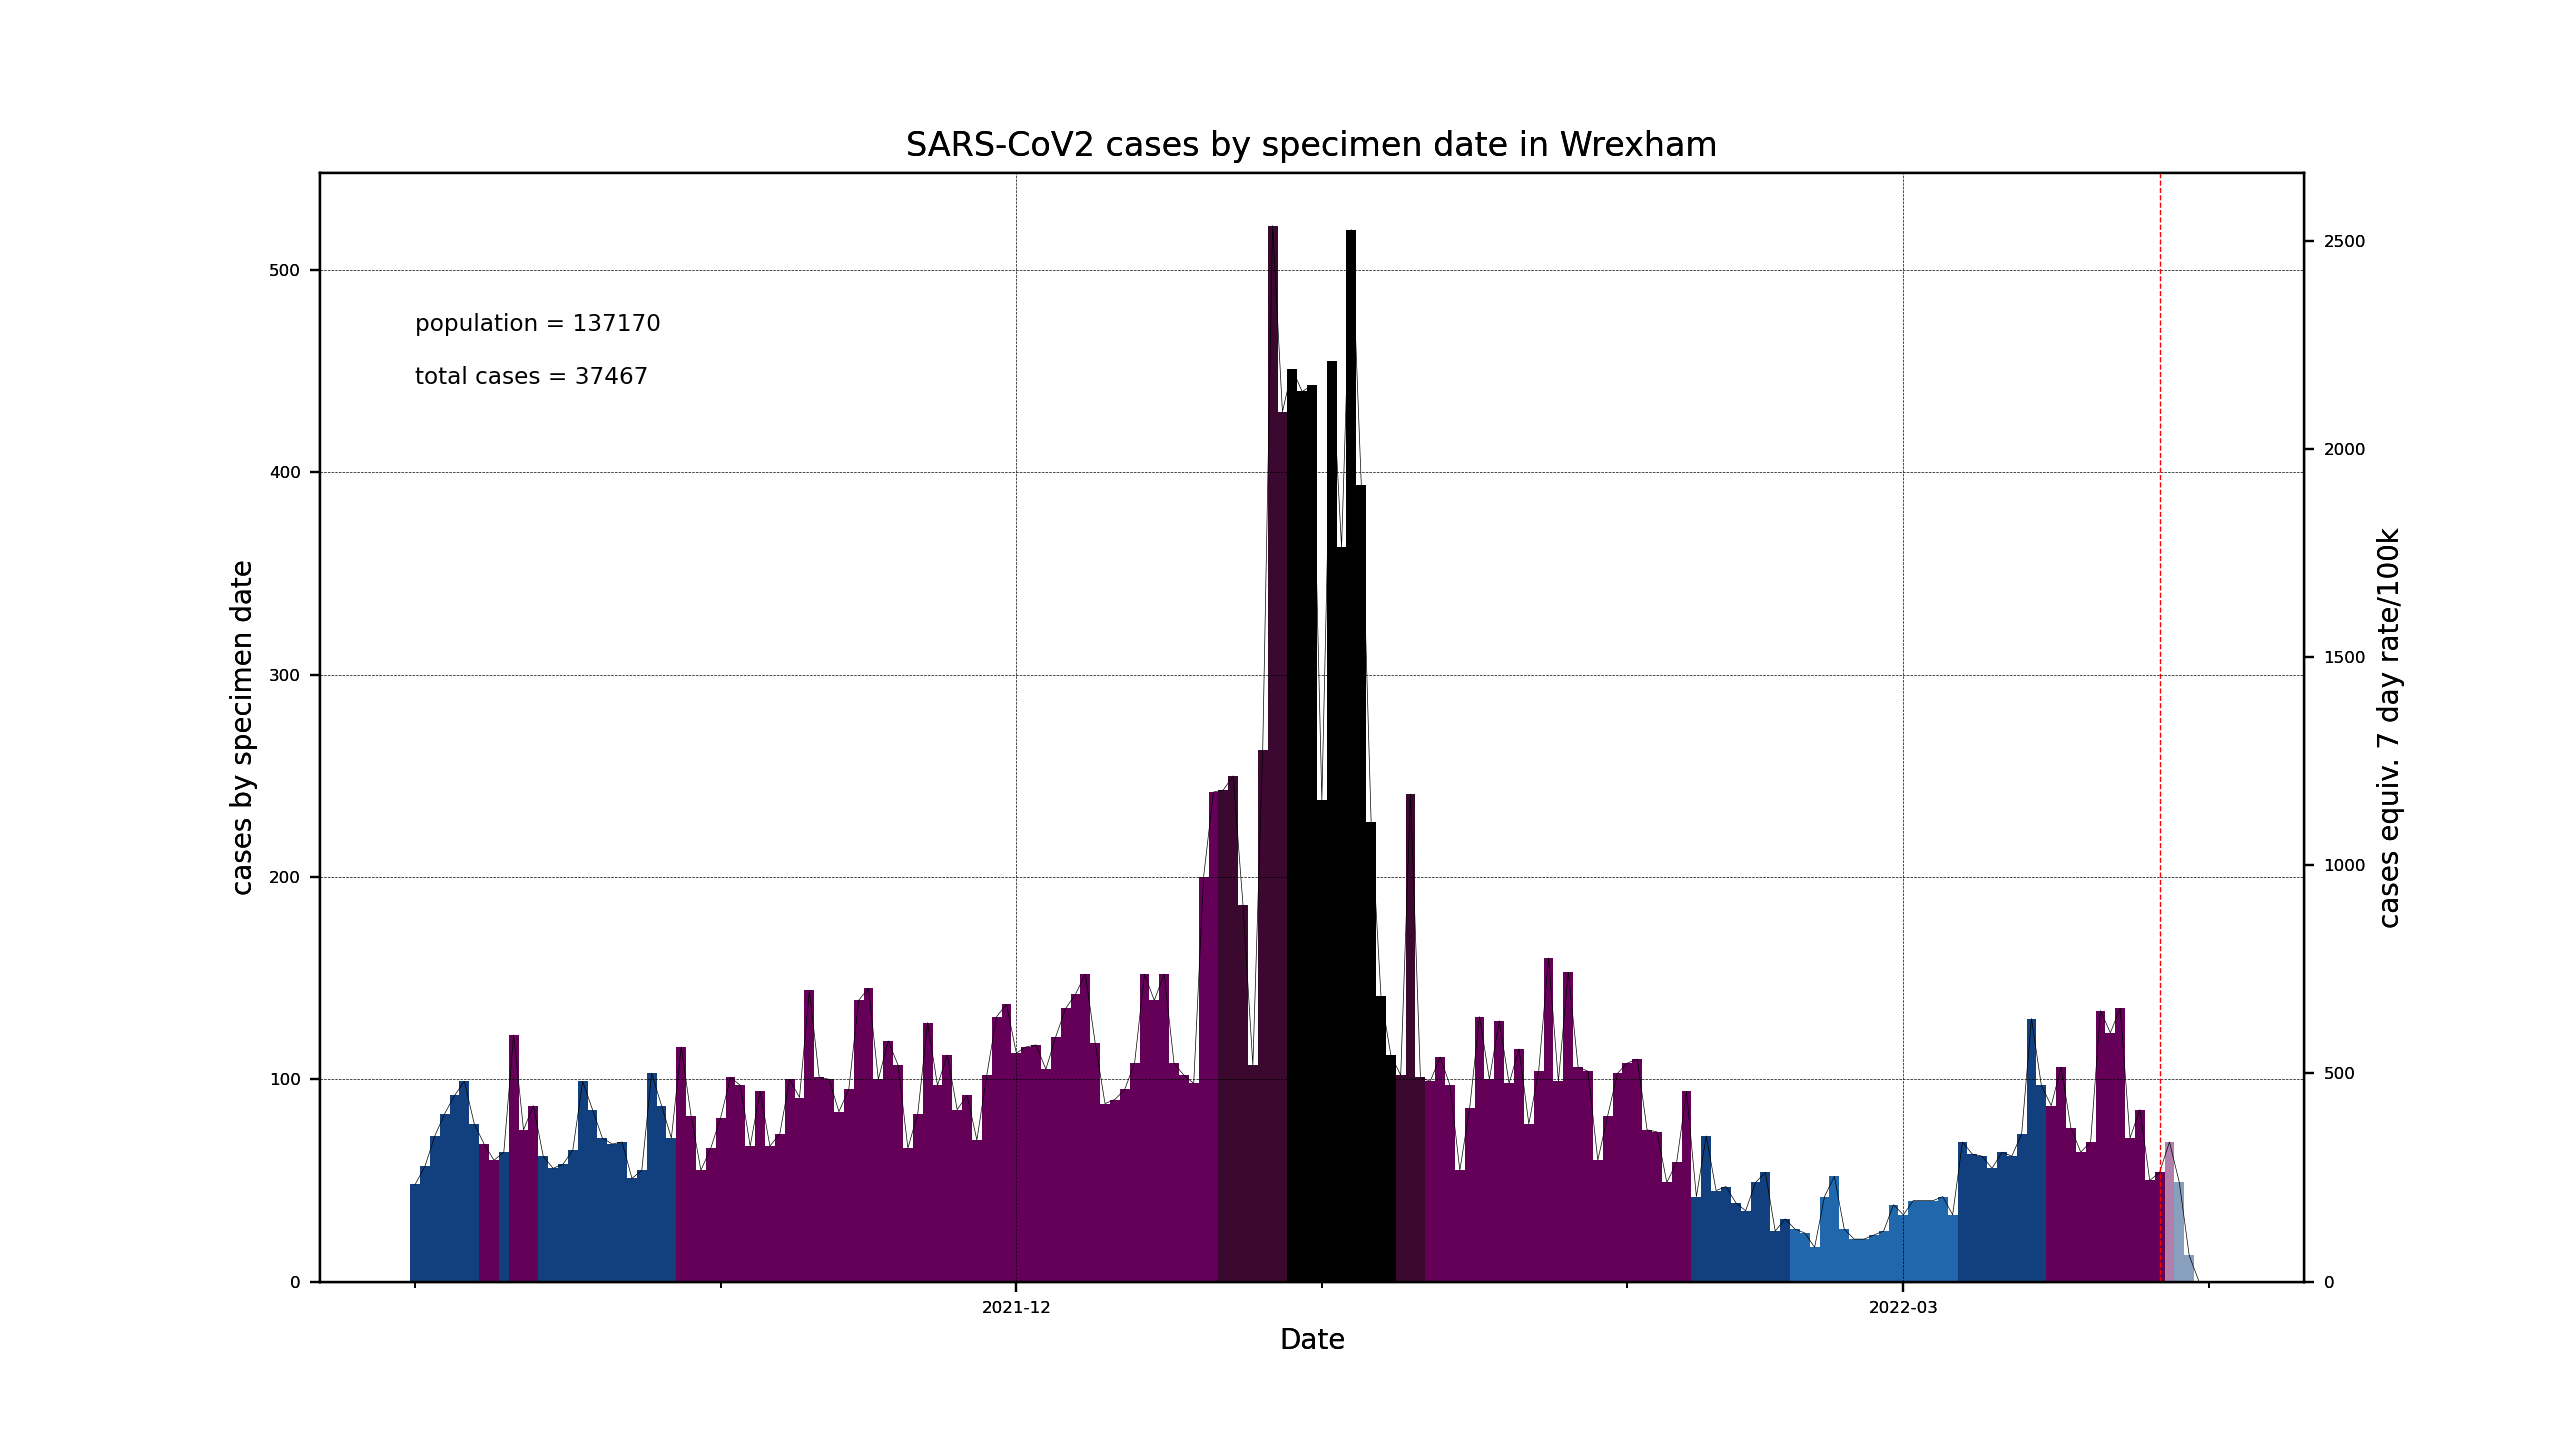 SARS-CoV2 cases by specimen date in Wrexham
population = 137170
total cases = 37467
cases by specimen date
500
400
300
200
100
0
2500
2000
1500
1000
500
0
cases equiv. 7 day rate/100k
2021-12
2022-03
Date